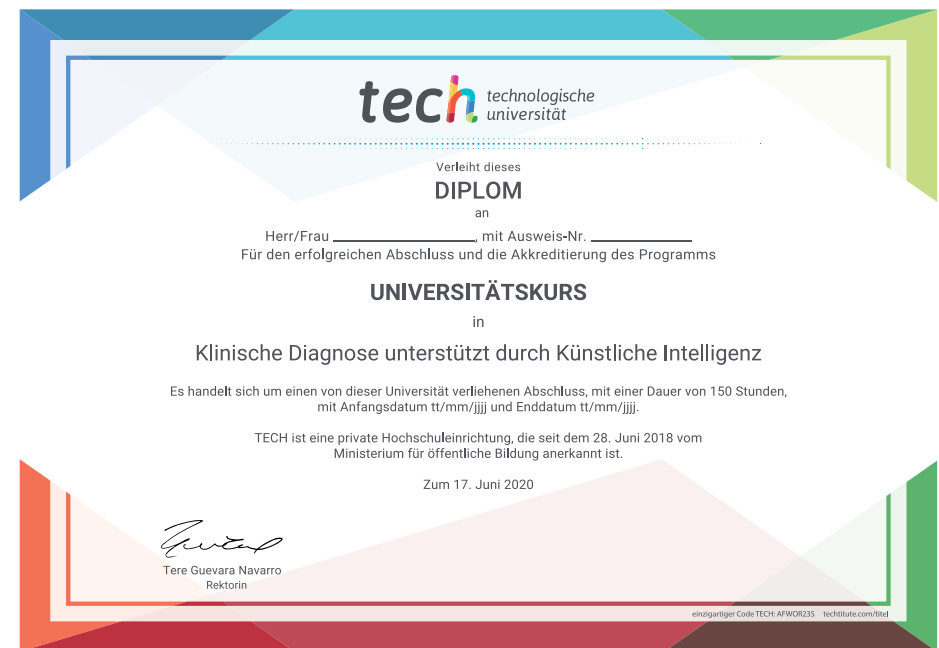 tech technologische
universität
Verleiht dieses
DIPLOM
an
Herr/Frau ____________________, mit Ausweis-Nr. ______________
Für den erfolgreichen Abschluss und die Akkreditierung des Programms
UNIVERSITÄTSKURS
in
Klinische Diagnose unterstützt durch Künstliche Intelligenz
Es handelt sich um einen von dieser Universität verliehenen Abschluss, mit einer Dauer von 150 Stunden,
mit Anfangsdatum tt/mm/jjjj und Enddatum tt/mm/jjjj.
TECH ist eine private Hochschuleinrichtung, die seit dem 28. Juni 2018 vom
Ministerium für öffentliche Bildung anerkannt ist.
Zum 17. Juni 2020
Tere Guevara Navarro
Rektorin
einzigartiger Code TECH: AFWOR23S techtitute.com/titel